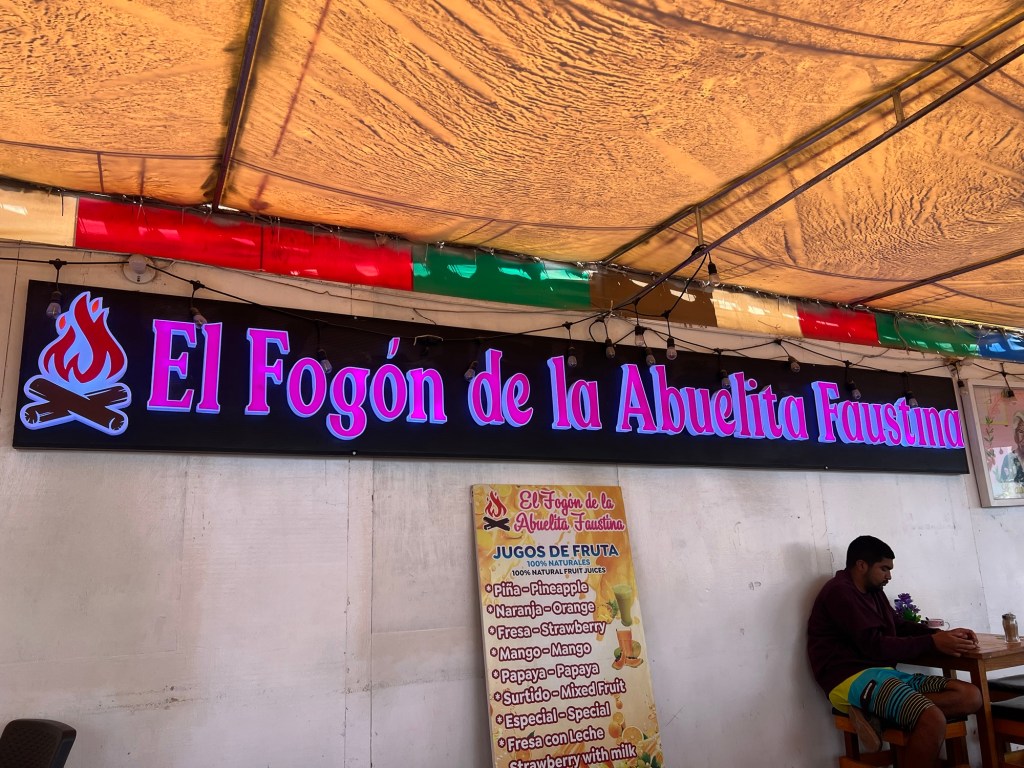 El Fogón de la Abuelita Faustina
El Fogón de la
Abuelita Faustina
JUGOS DE FRUTA
100% NATURALES
100% NATURAL FRUIT JUICES
* Piña - Pineapple
* Naranja - Orange
* Fresa - Strawberry
* Mango - Mango
* Papaya - Papaya
* Surtido - Mixed Fruit
* Especial - Special
* Fresa con Leche
Strawberry with milk